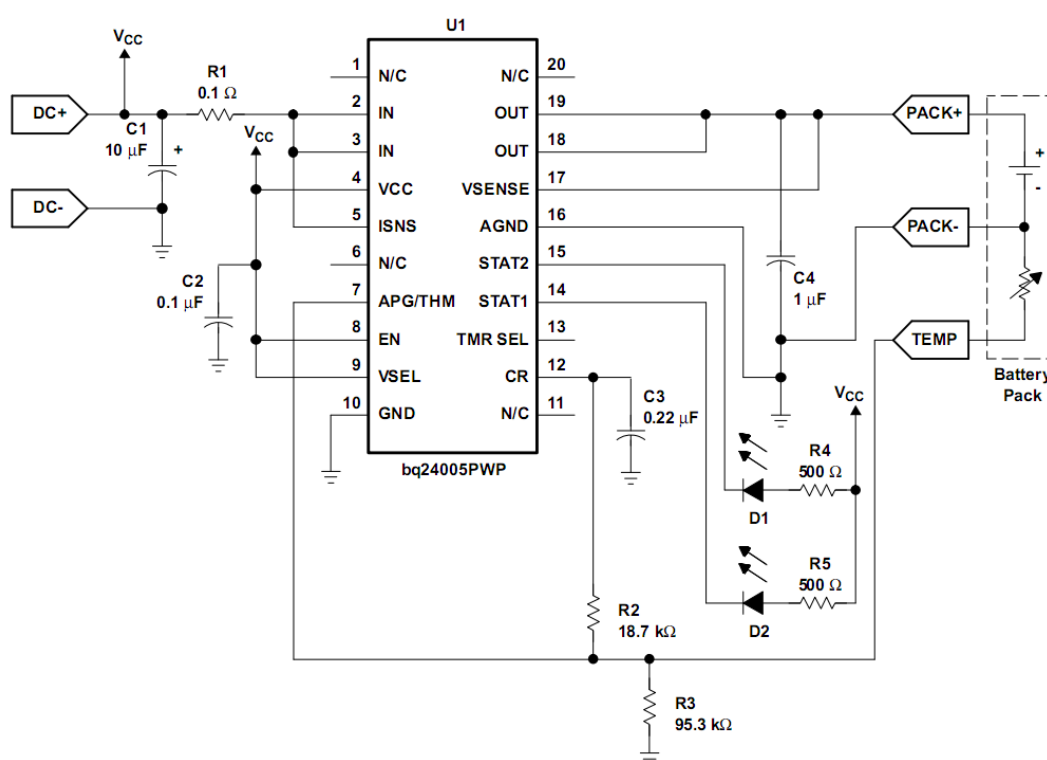 U1
VCC
R1
0.1 Ω
DC+
C1
10 µF
+
DC-
VCC
C2
0.1 µF
1 N/C
2 IN
3 IN
4 VCC
5 ISNS
6 N/C
7 APG/THM
8 EN
9 VSEL
10 GND
N/C 20
OUT 19
OUT 18
VSENSE 17
AGND 16
STAT2 15
STAT1 14
TMR SEL 13
CR 12
N/C 11
bq24005PWP
C3
0.22 µF
C4
1 µF
PACK+
+
-
PACK-
TEMP
Battery
Pack
VCC
R4
500 Ω
D1
R5
500 Ω
D2
R2
18.7 kΩ
R3
95.3 kΩ